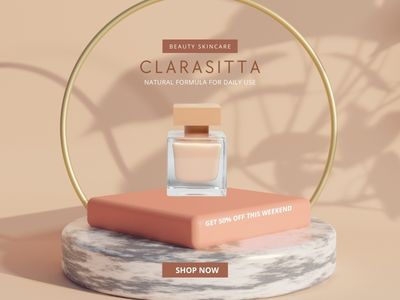 BEAUTY SKINCARE
CLARASITTA
NATURAL FORMULA FOR DAILY USE
GET 50% OFF THIS WEEKEND
SHOP NOW